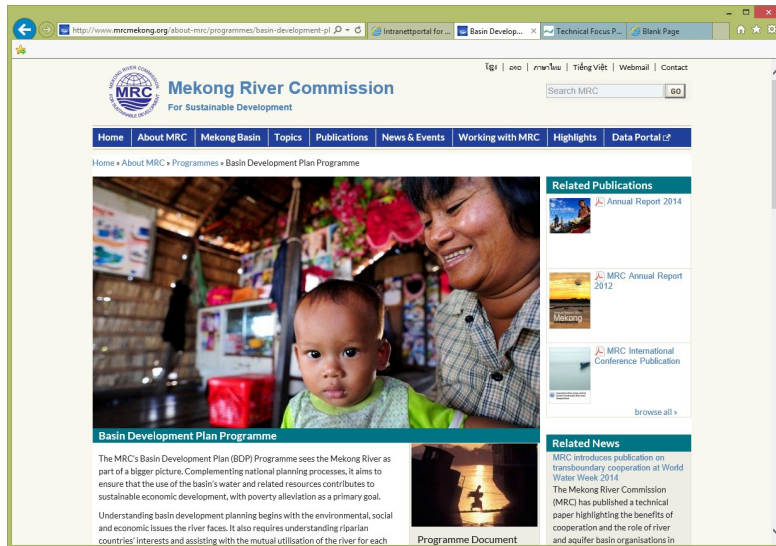 http://www.mrcmekong.org/about-mrc/programmes/basin-development-pl
Intranettportal for ...
Basin Develop...
Technical Focus P...
Blank Page
ខ្មែរ | ລາວ | ภาษาไทย | Tiếng Việt | Webmail | Contact
MEKONG RIVER COMMISSION
MRC
FOR SUSTAINABLE DEVELOPMENT
Mekong River Commission
For Sustainable Development
Search MRC
GO
Home
About MRC
Mekong Basin
Topics
Publications
News & Events
Working with MRC
Highlights
Data Portal
Home » About MRC » Programmes » Basin Development Plan Programme
Related Publications
Annual Report 2014
MRC Annual Report
2012
Mekong
MRC International
Conference Publication
browse all »
Basin Development Plan Programme
The MRC's Basin Development Plan (BDP) Programme sees the Mekong River as
part of a bigger picture. Complementing national planning processes, it aims to
ensure that the use of the basin's water and related resources contributes to
sustainable economic development, with poverty alleviation as a primary goal.
Understanding basin development planning begins with the environmental, social
and economic issues the river faces. It also requires understanding riparian
countries' interests and assisting with the mutual utilisation of the river for each
Programme Document
Related News
MRC introduces publication on
transboundary cooperation at World
Water Week 2014
The Mekong River Commission
(MRC) has published a technical
paper highlighting the benefits of
cooperation and the role of river
and aquifer basin organisations in